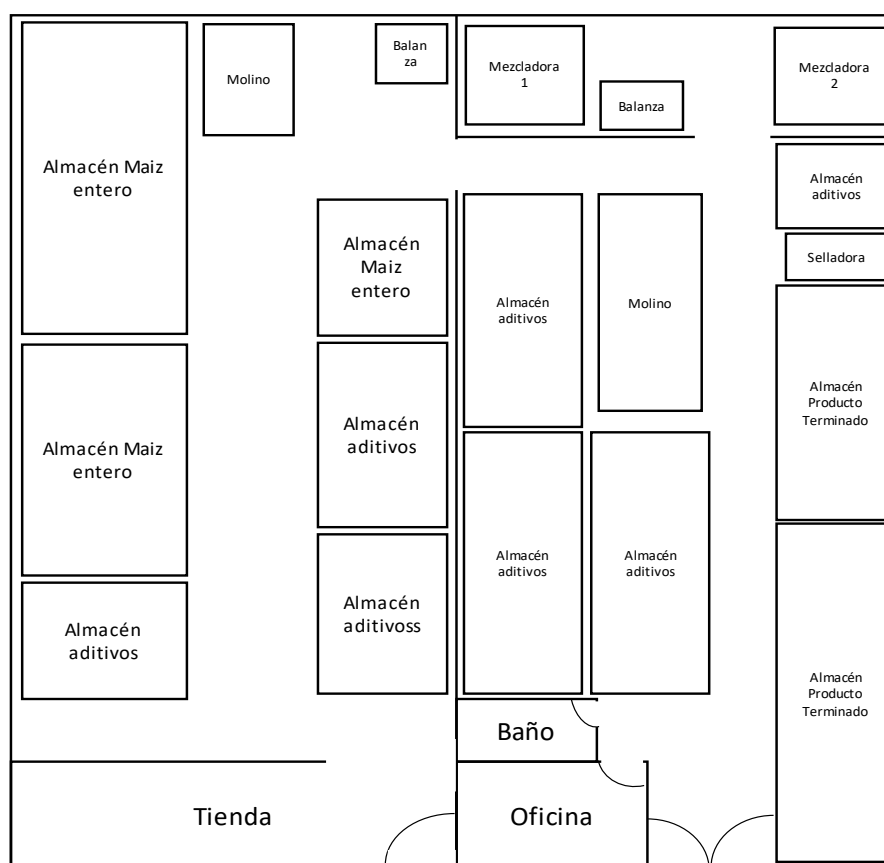 Almacén Maiz
entero
Molino
Balan
za
Mezcladora
1
Balanza
Mezcladora
2
Almacén
aditivos
Selladora
Almacén
Maiz
entero
Almacén
aditivos
Molino
Almacén
Producto
Terminado
Almacén Maiz
entero
Almacén
aditivos
Almacén
aditivos
Almacén
aditivos
Almacén
aditivoss
Almacén
aditivos
Almacén
Producto
Terminado
Baño
Tienda
Oficina